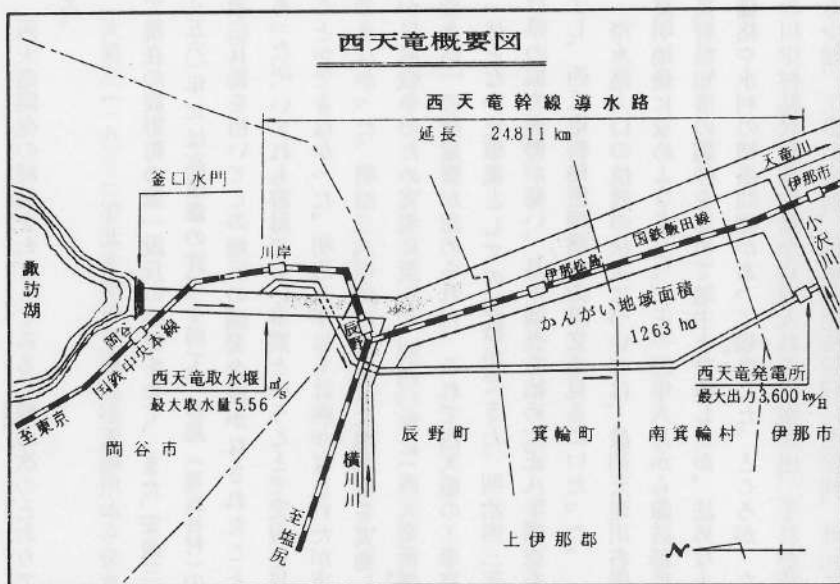 西天竜概要図
西天竜幹線導水路
延長 24.811 km
天竜川
伊那市
小沢川
釜口水門
川岸
国鉄飯田線
伊那松島
諏訪湖
岡谷
国鉄中央本線
辰野
かんがい地域面積
1263 ha
西天竜取水堰
最大取水量5.56 m³/s
西天竜発電所
最大出力3,600 kw/H
至東京
岡谷市
辰野町
箕輪町
南箕輪村
伊那市
横川川
至塩尻
上伊那郡
N